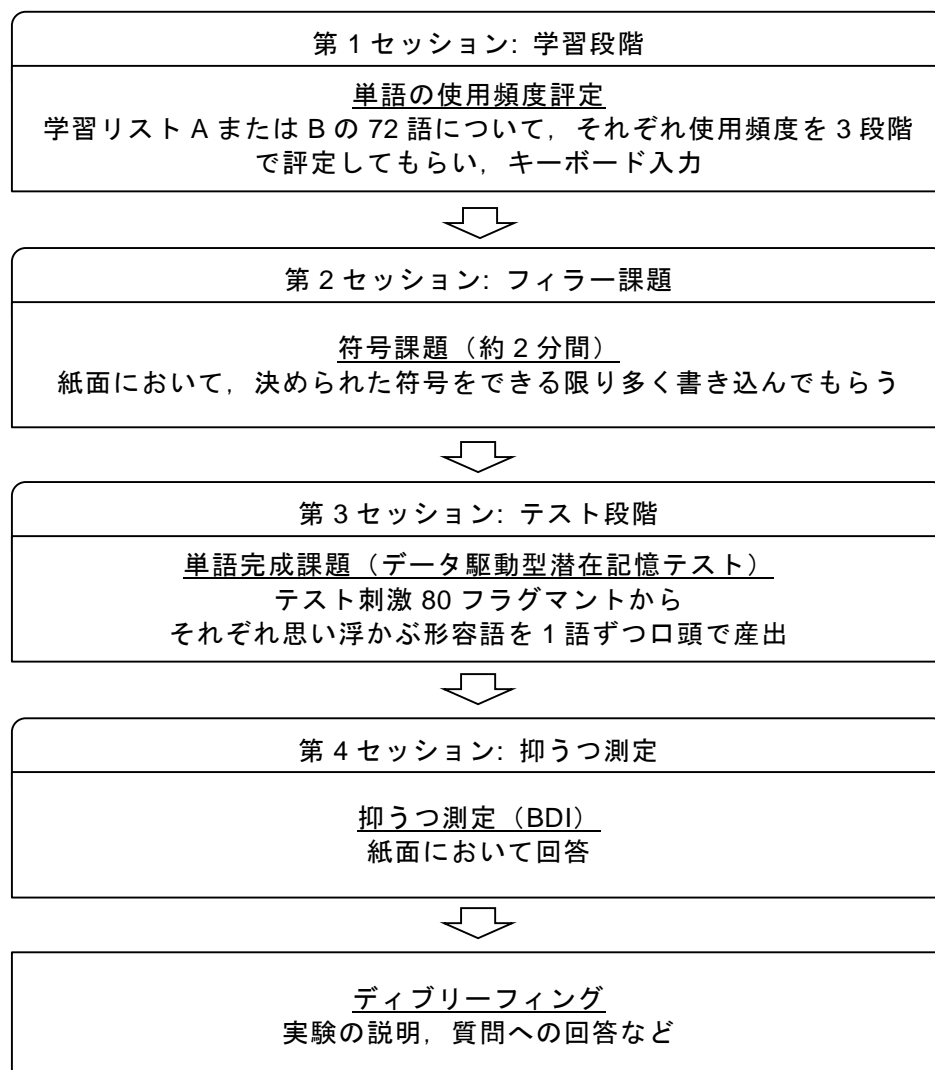 第 1 セッション: 学習段階
単語の使用頻度評定
学習リスト A または B の 72 語について，それぞれ使用頻度を 3 段階
で評定してもらい，キーボード入力
第 2 セッション: フィラー課題
符号課題（約 2 分間）
紙面において，決められた符号をできる限り多く書き込んでもらう
第 3 セッション: テスト段階
単語完成課題（データ駆動型潜在記憶テスト）
テスト刺激 80 フラグマントから
それぞれ思い浮かぶ形容語を 1 語ずつ口頭で産出
第 4 セッション: 抑うつ測定
抑うつ測定（BDI）
紙面において回答
ディブリーフィング
実験の説明，質問への回答など